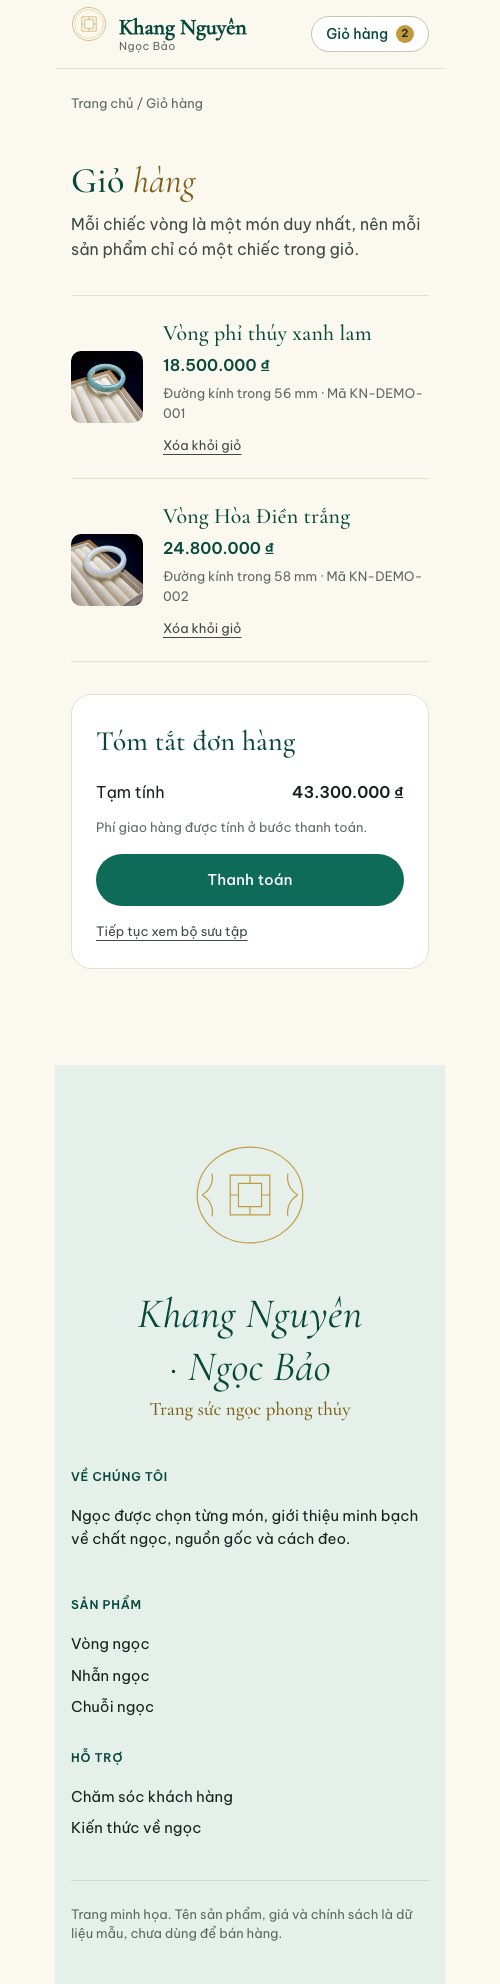 Khang Nguyên
Ngọc Bảo
Giỏ hàng 2
Trang chủ / Giỏ hàng
Giỏ hàng
Mỗi chiếc vòng là một món duy nhất, nên mỗi
sản phẩm chỉ có một chiếc trong giỏ.
Vòng phỉ thúy xanh lam
18.500.000 ₫
Đường kính trong 56 mm · Mã KN-DEMO-
001
Xóa khỏi giỏ
Vòng Hòa Điền trắng
24.800.000 ₫
Đường kính trong 58 mm · Mã KN-DEMO-
002
Xóa khỏi giỏ
Tóm tắt đơn hàng
Tạm tính 43.300.000 ₫
Phí giao hàng được tính ở bước thanh toán.
Thanh toán
Tiếp tục xem bộ sưu tập
Khang Nguyên
· Ngọc Bảo
Trang sức ngọc phong thủy
VỀ CHÚNG TÔI
Ngọc được chọn từng món, giới thiệu minh bạch
về chất ngọc, nguồn gốc và cách đeo.
SẢN PHẨM
Vòng ngọc
Nhẫn ngọc
Chuỗi ngọc
HỖ TRỢ
Chăm sóc khách hàng
Kiến thức về ngọc
Trang minh họa. Tên sản phẩm, giá và chính sách là dữ
liệu mẫu, chưa dùng để bán hàng.